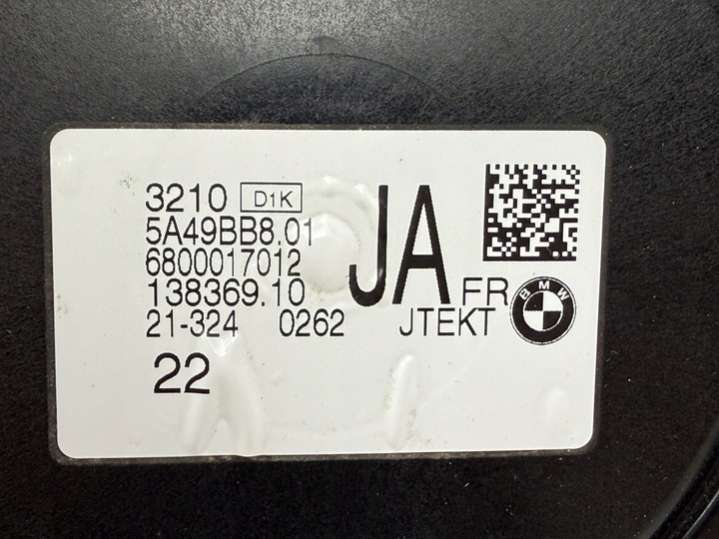 3210 D1K
5A49BB8.01
6800017012
138369.10
21-324 0262
22
JA
FR
JTEKT
BMW